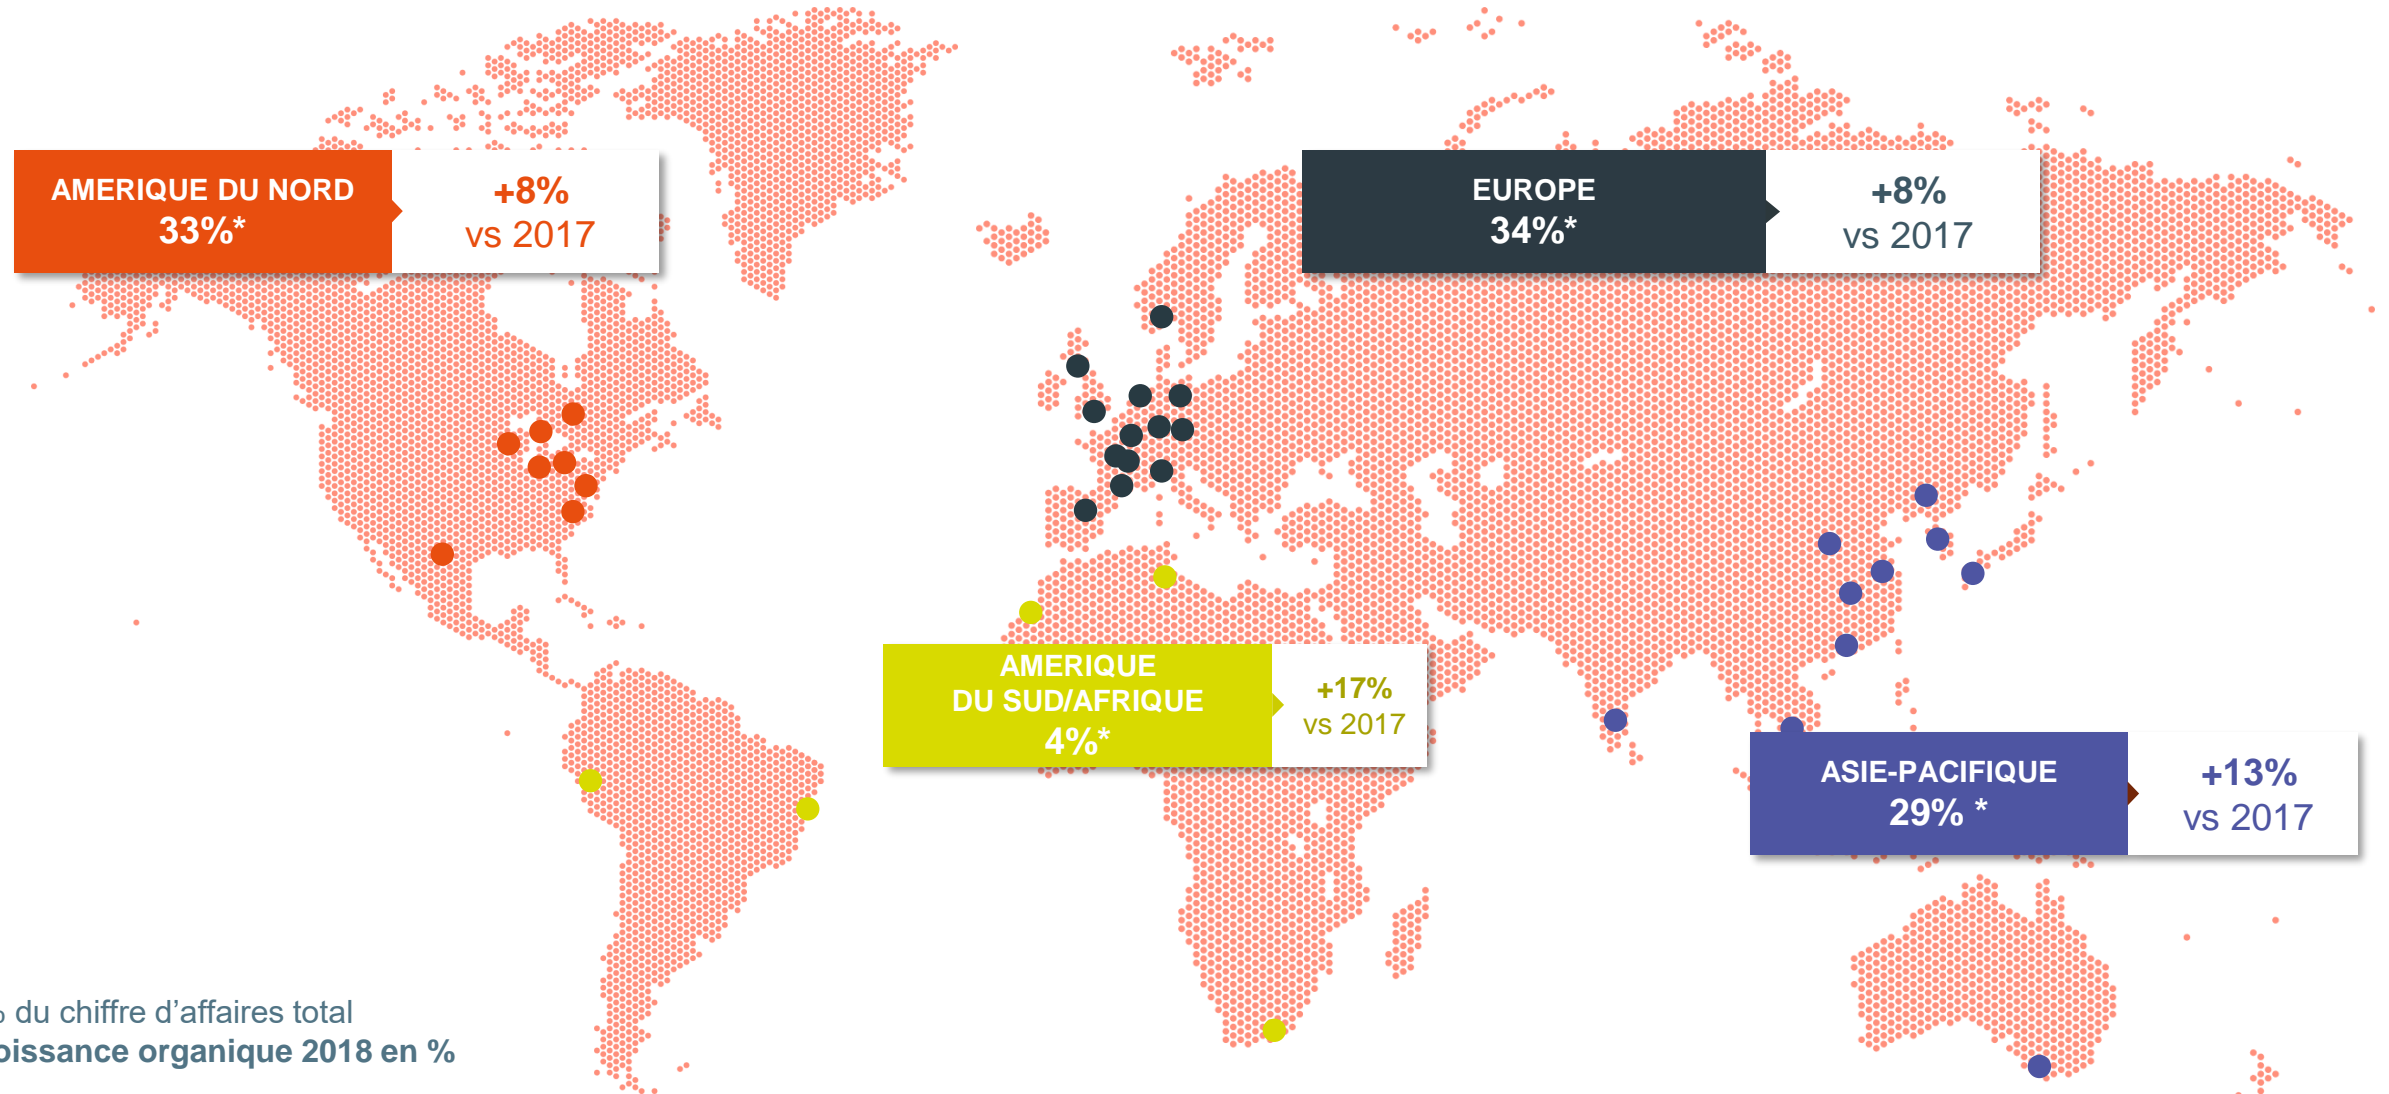 AMERIQUE DU NORD
33%*
+8%
vs 2017
EUROPE
34%*
+8%
vs 2017
AMERIQUE
DU SUD/AFRIQUE
4%*
+17%
vs 2017
ASIE-PACIFIQUE
29% *
+13%
vs 2017
du chiffre d’affaires total
organique 2018 en %